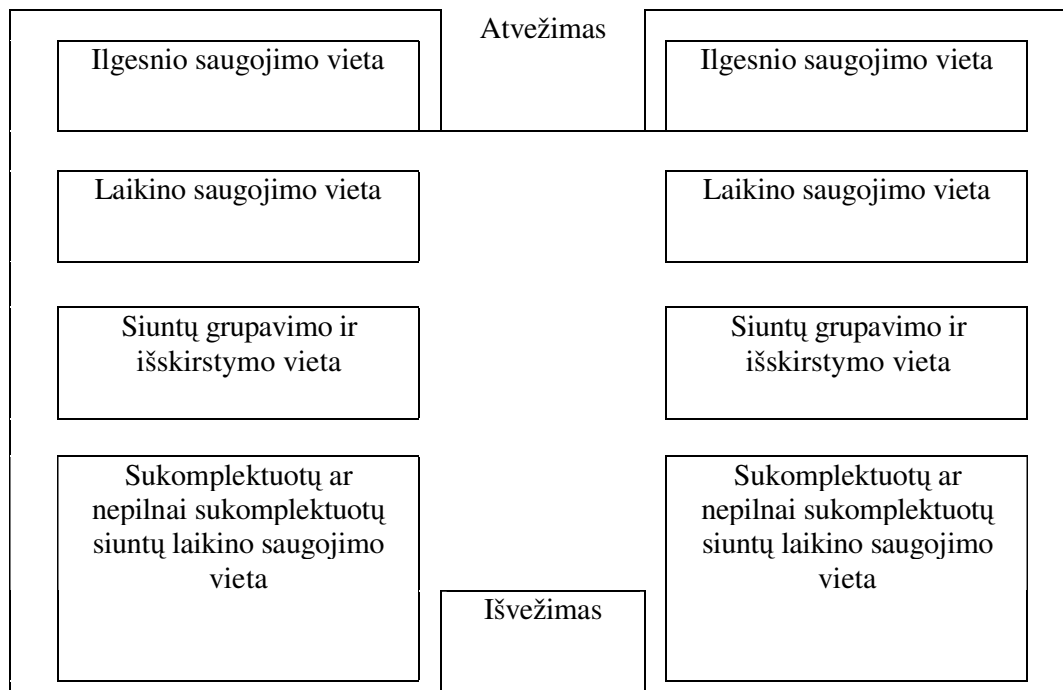 Atvežimas
Ilgesnio saugojimo vieta
Ilgesnio saugojimo vieta
Laikino saugojimo vieta
Laikino saugojimo vieta
Siuntų grupavimo ir
išskirstymo vieta
Siuntų grupavimo ir
išskirstymo vieta
Sukomplektuotų ar
nepilnai sukomplektuotų
siuntų laikino saugojimo
vieta
Sukomplektuotų ar
nepilnai sukomplektuotų
siuntų laikino saugojimo
vieta
Išvežimas